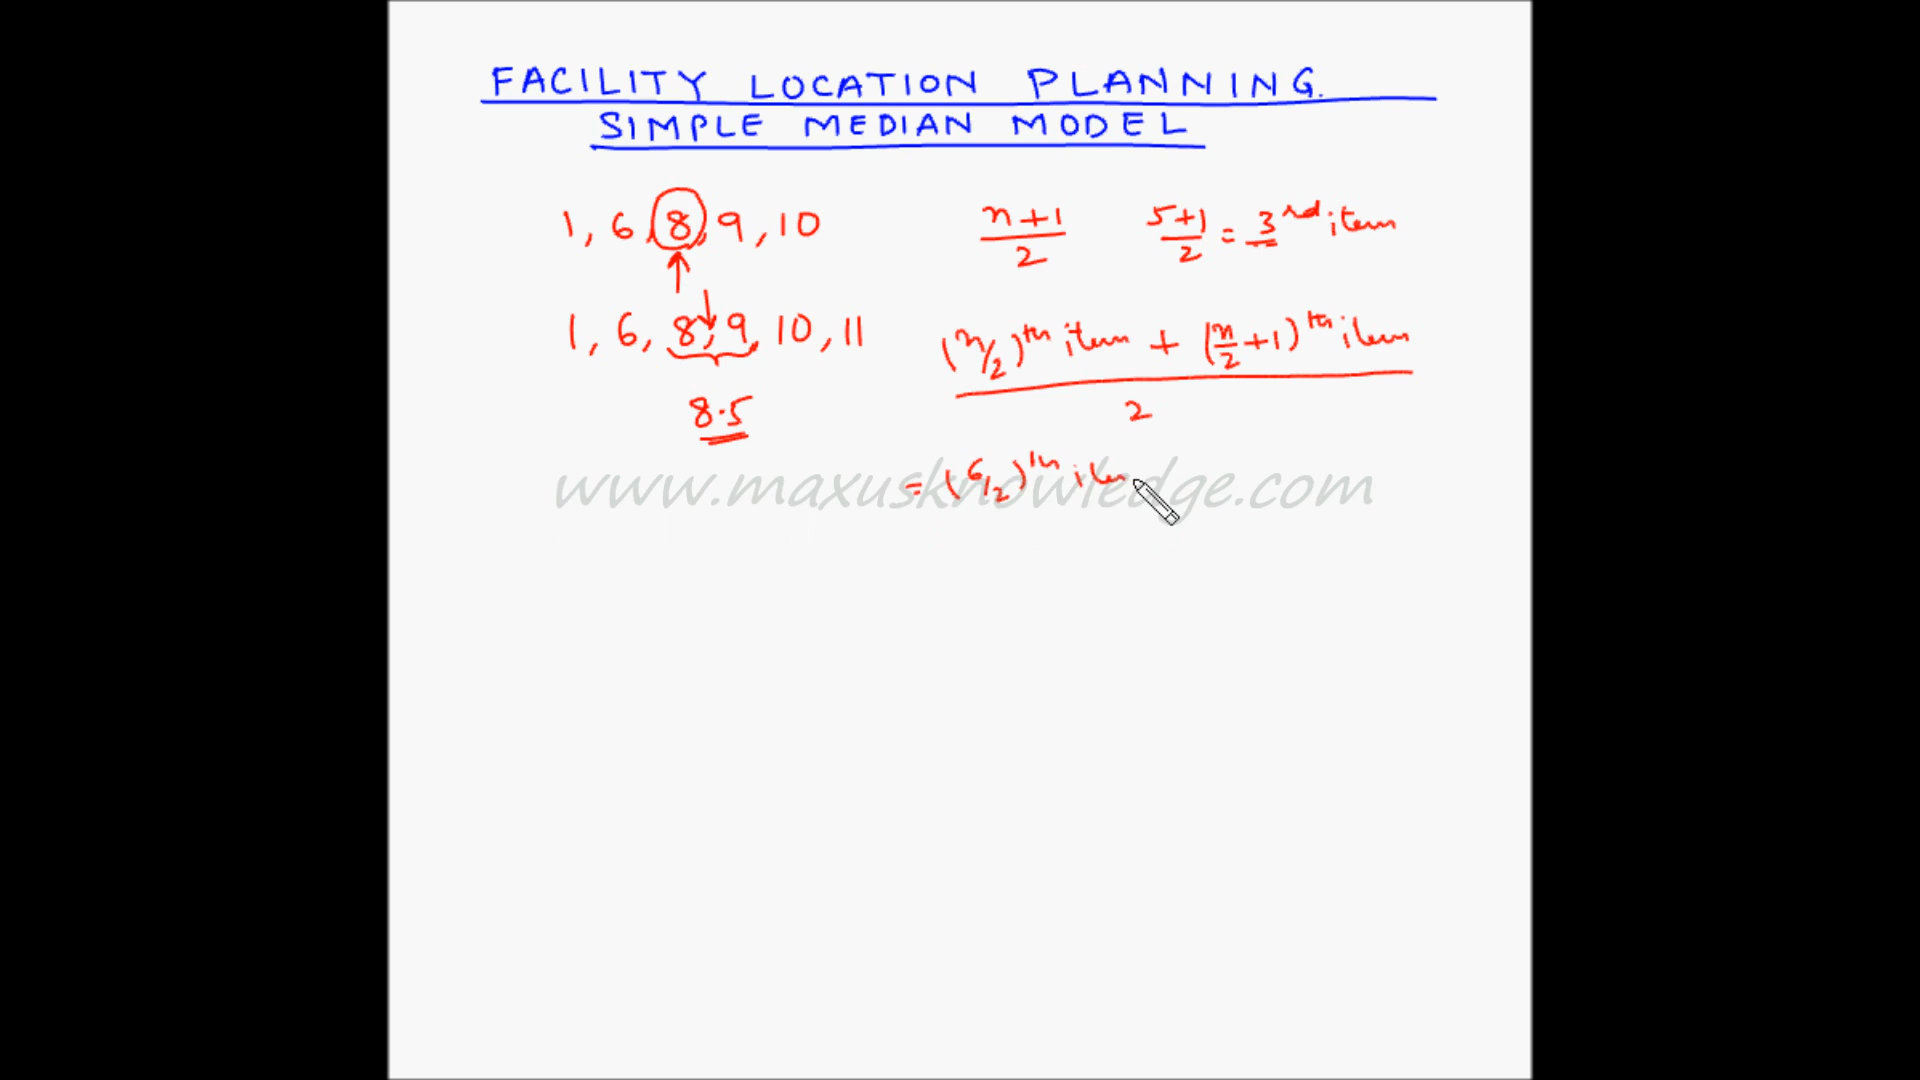 FACILITY LOCATION PLANNING.
SIMPLE MEDIAN MODEL
1, 6, 8, 9, 10 n+1/2 5+1/2 = 3rd item
1, 6, 8, 9, 10, 11 (n/2)th item + (n/2+1)th item / 2
8.5
= (6/2)th item
www.maxusknowledge.com